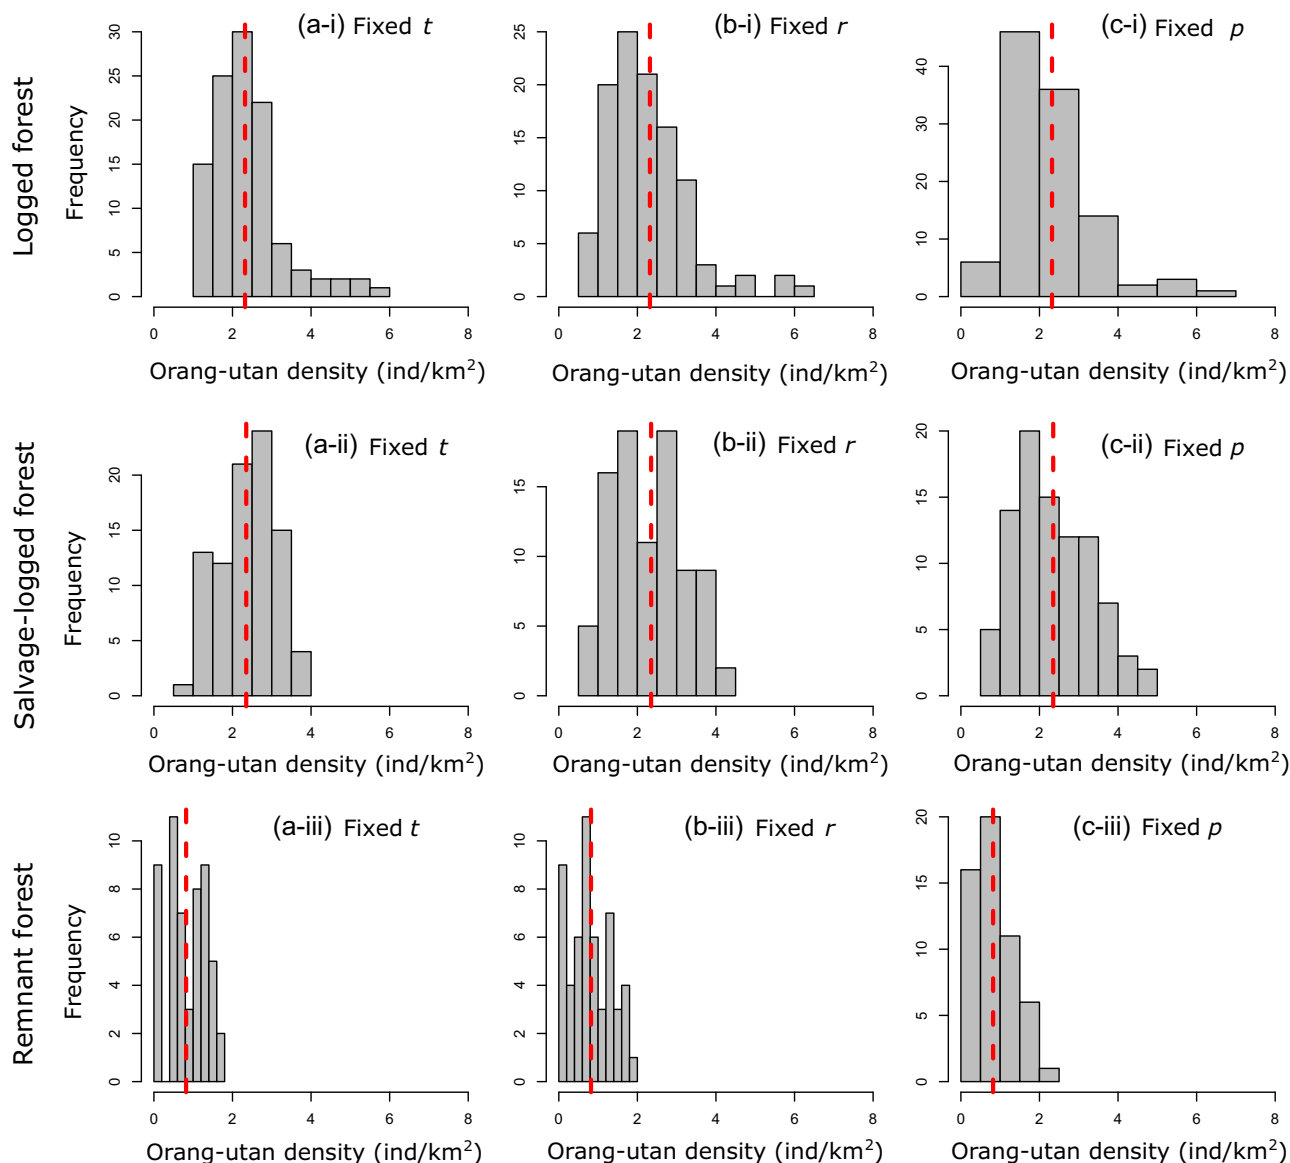 Logged forest
(a-i) Fixed t
Frequency
0 5 10 15 20 25 30
0 2 4 6 8
Orang-utan density (ind/km²)
(b-i) Fixed r
0 5 10 15 20 25
0 2 4 6 8
Orang-utan density (ind/km²)
(c-i) Fixed p
0 10 20 30 40
0 2 4 6 8
Orang-utan density (ind/km²)
Salvage-logged forest
(a-ii) Fixed t
Frequency
0 5 10 15 20
0 2 4 6 8
Orang-utan density (ind/km²)
(b-ii) Fixed r
0 5 10 15
0 2 4 6 8
Orang-utan density (ind/km²)
(c-ii) Fixed p
0 5 10 15 20
0 2 4 6 8
Orang-utan density (ind/km²)
Remnant forest
(a-iii) Fixed t
Frequency
0 2 4 6 8 10
0 2 4 6 8
Orang-utan density (ind/km²)
(b-iii) Fixed r
0 2 4 6 8 10
0 2 4 6 8
Orang-utan density (ind/km²)
(c-iii) Fixed p
0 5 10 15 20
0 2 4 6 8
Orang-utan density (ind/km²)